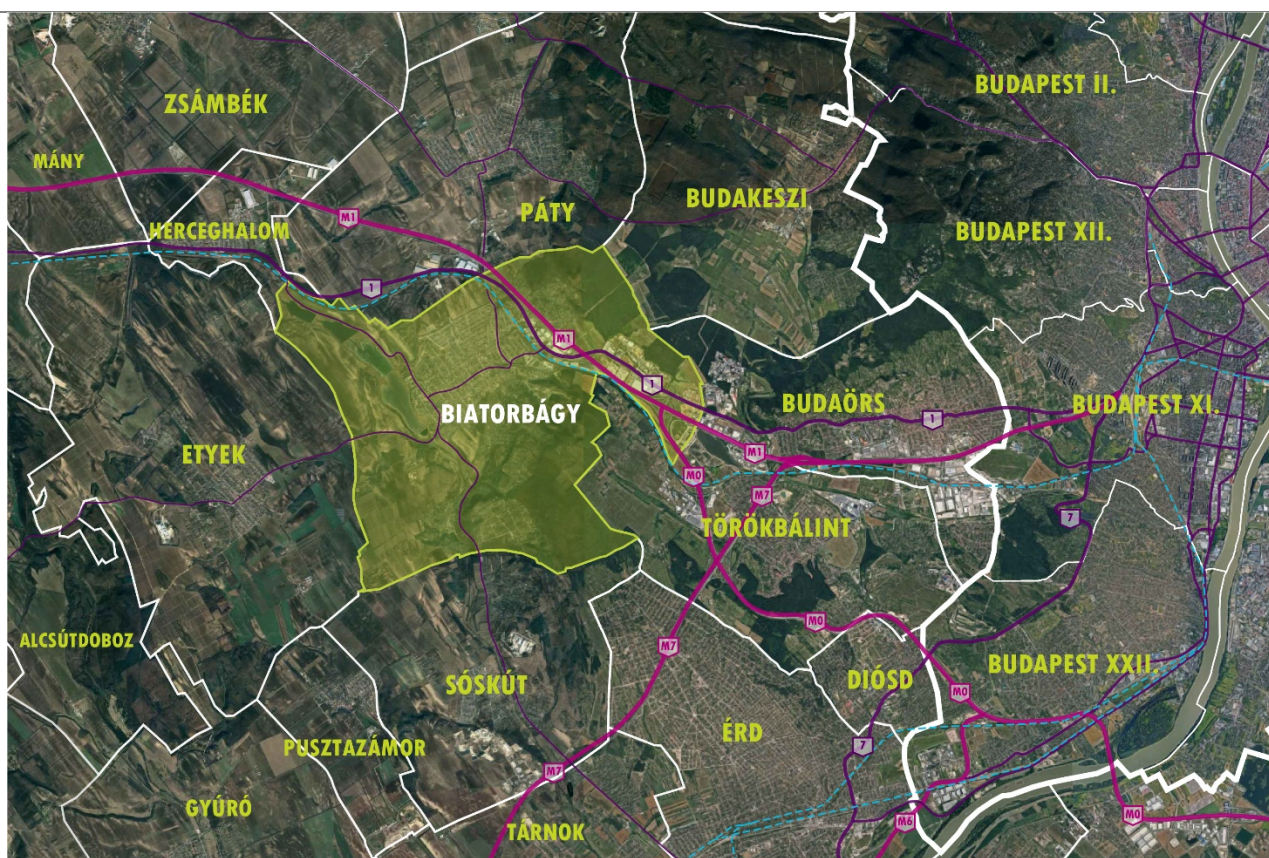 BUDAPEST II.
ZSÁMBÉK
MÁNY
M1
PÁTY
BUDAKESZI
HERCEGHALOM
BUDAPEST XII.
1
M1
1
BIATORBÁGY
BUDAÖRS
1
BUDAPEST XI.
ETYEK
M1
M0
M7
7
TÖRÖKBÁLINT
M0
ALCSÚTDOBOZ
M7
BUDAPEST XXII.
DIÓSD
SÓSKÚT
M0
ÉRD
PUSZTAZÁMOR
7
M7
GYÚRÓ
TÁRNOK
M6
M0